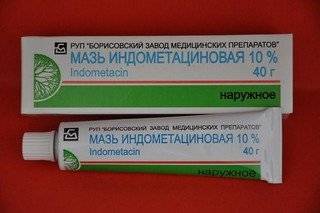 РУП "БОРИСОВСКИЙ ЗАВОД МЕДИЦИНСКИХ ПРЕПАРАТОВ"
МАЗЬ ИНДОМЕТАЦИНОВАЯ 10 %
Indometacin
40 г
наружное
РУП "БОРИСОВСКИЙ ЗАВОД МЕДИЦИНСКИХ ПРЕПАРАТОВ"
МАЗЬ ИНДОМЕТАЦИНОВАЯ 10 %
Indometacin
40 г
наружное